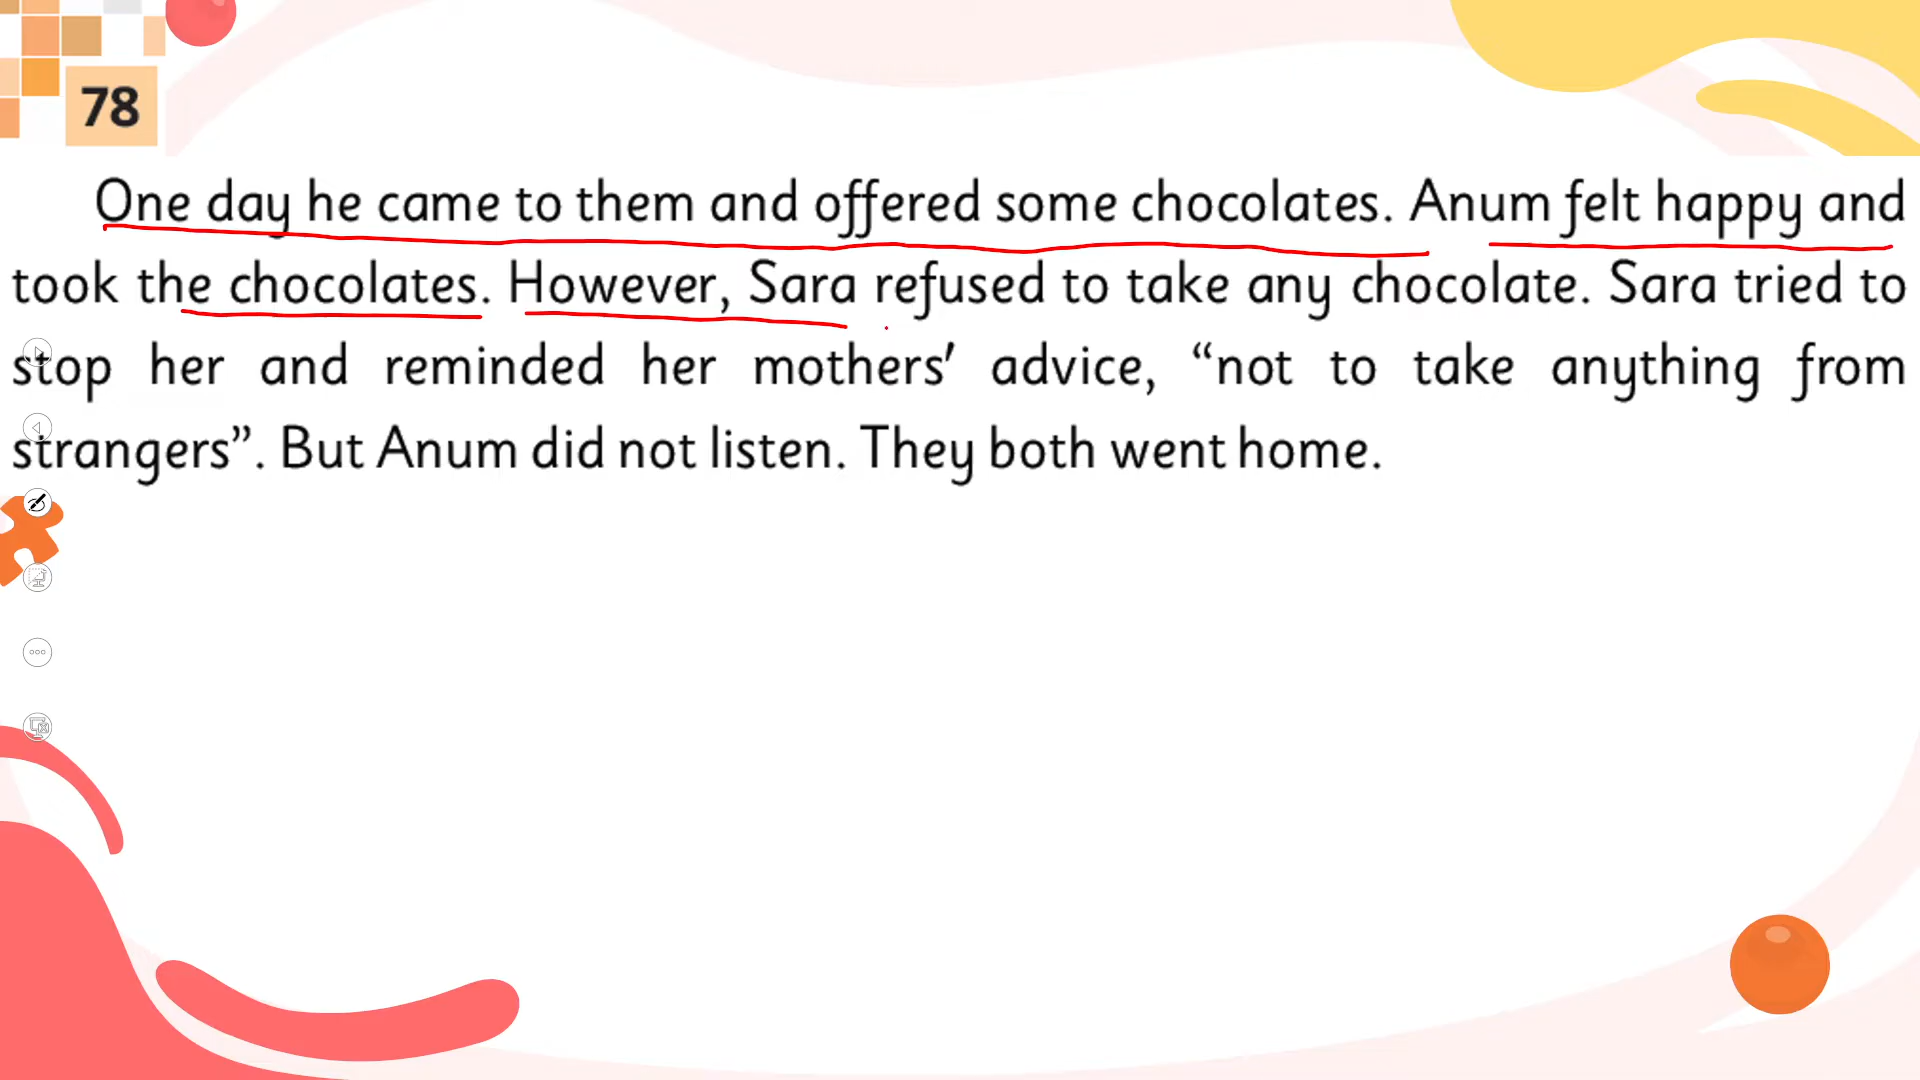 78
One day he came to them and offered some chocolates. Anum felt happy and
took the chocolates. However, Sara refused to take any chocolate. Sara tried to
stop her and reminded her mothers' advice, “not to take anything from
strangers”. But Anum did not listen. They both went home.